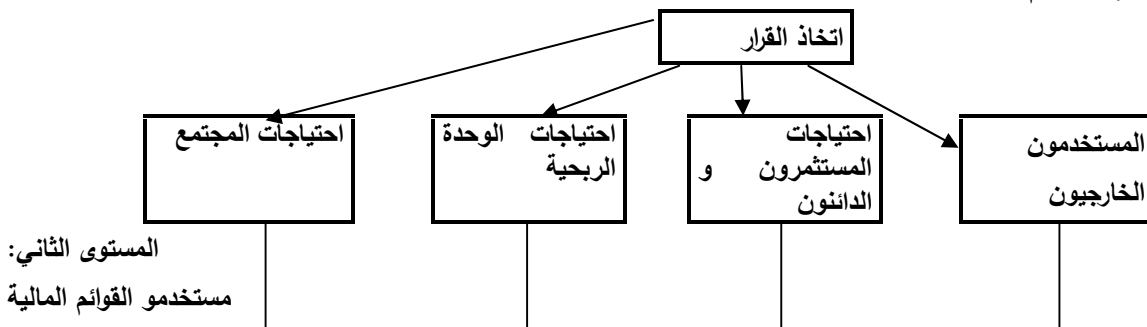 اتخاذ القرار
المستخدمون
الخارجيون
احتياجات
المستثمرون و
الدائنون
احتياجات الوحدة
الربحية
احتياجات المجتمع
المستوى الثاني:
مستخدمو القوائم المالية